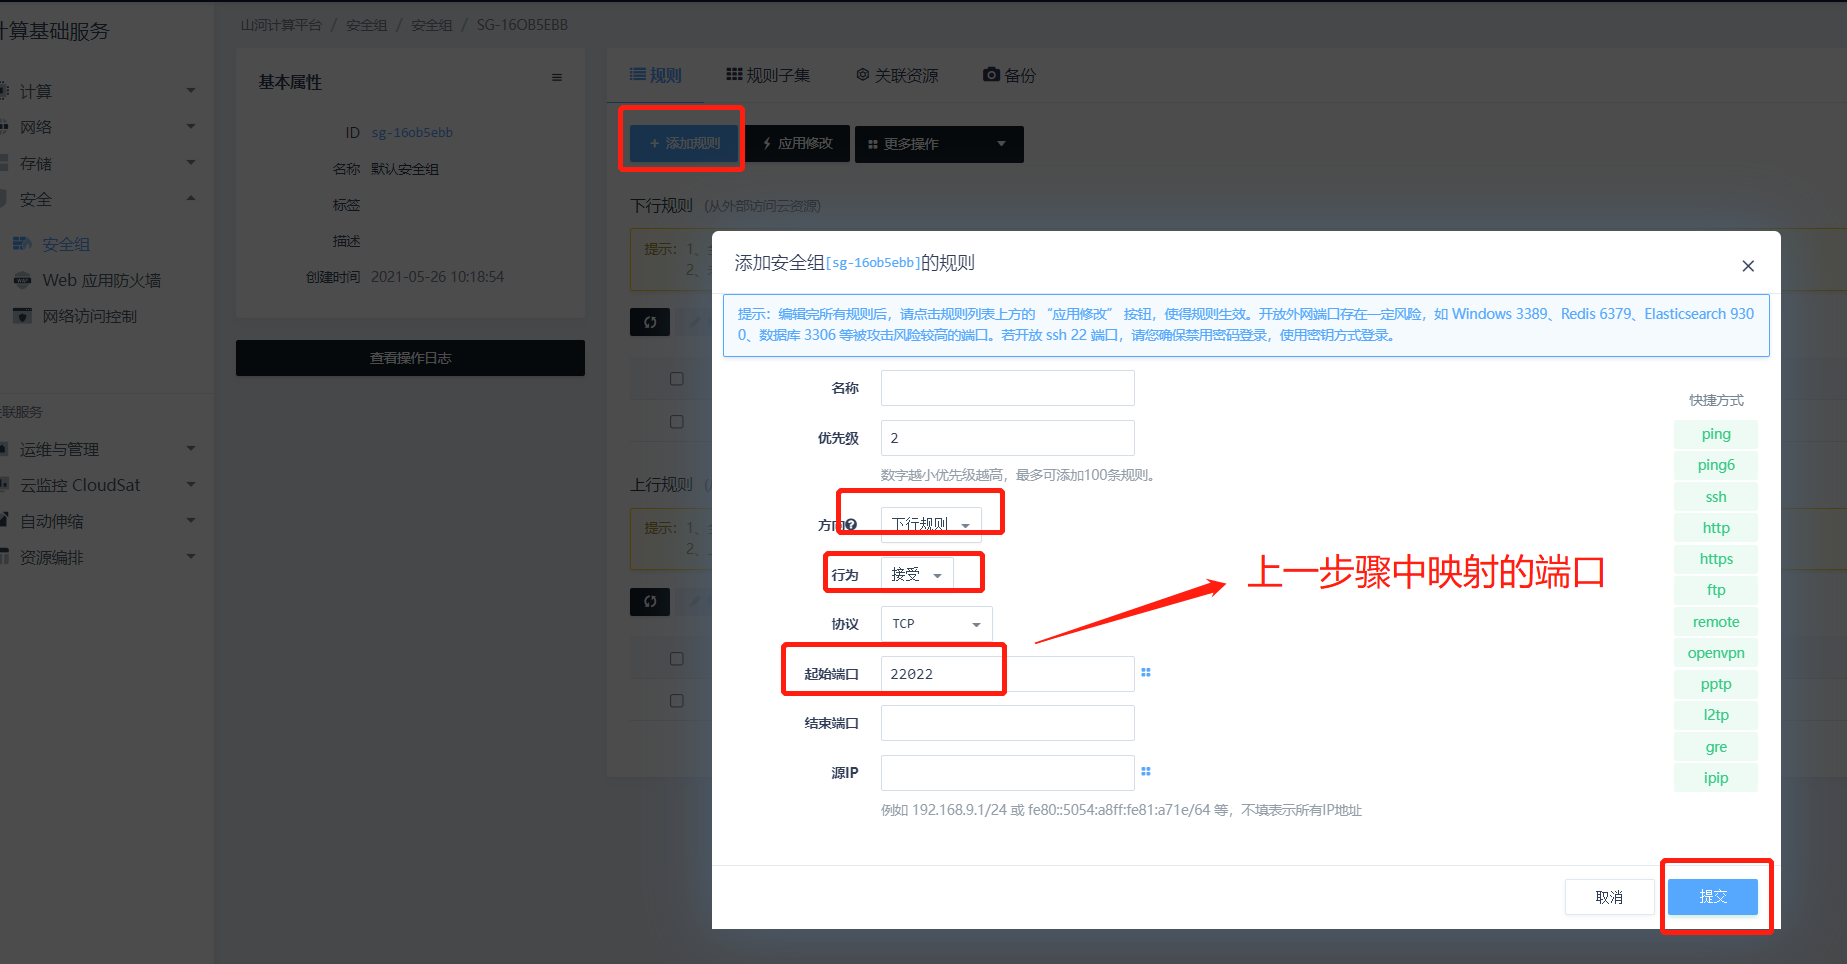 计算基础服务
计算
网络
存储
安全
安全组
Web 应用防火墙
网络访问控制
关联服务
运维与管理
云监控 CloudSat
自动伸缩
资源编排
山河计算平台 / 安全组 / 安全组 / SG-16OB5EBB
基本属性
ID sg-16ob5ebb
名称 默认安全组
标签
描述
创建时间 2021-05-26 10:18:54
查看操作日志
规则 规则子集 关联资源 备份
+ 添加规则 应用修改 更多操作
下行规则 (从外部访问云资源)
提示: 1、
2、
上行规则
提示: 1、
2、
添加安全组[sg-16ob5ebb]的规则
提示：编辑完所有规则后，请点击规则列表上方的 “应用修改” 按钮，使得规则生效。开放外网端口存在一定风险，如 Windows 3389、Redis 6379、Elasticsearch 930
0、数据库 3306 等被攻击风险较高的端口。若开放 ssh 22 端口，请您确保禁用密码登录，使用密钥方式登录。
名称
优先级 2
数字越小优先级越高，最多可添加100条规则。
方向 下行规则
行为 接受
协议 TCP
起始端口 22022
结束端口
源IP
例如 192.168.9.1/24 或 fe80::5054:a8ff:fe81:a71e/64 等，不填表示所有IP地址
上一步骤中映射的端口
快捷方式
ping
ping6
ssh
http
https
ftp
remote
openvpn
pptp
l2tp
gre
ipip
取消 提交